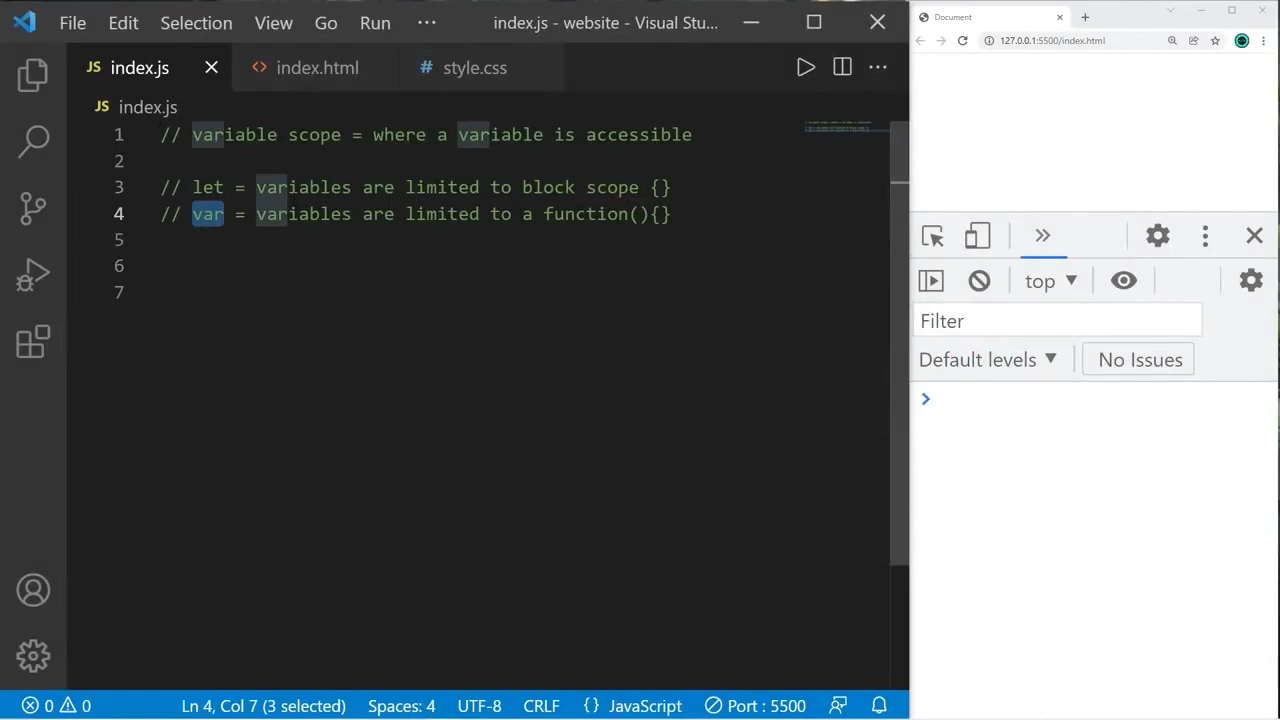 File Edit Selection View Go Run ··· index.js - website - Visual Stu...
JS index.js <> index.html # style.css
JS index.js
1 // variable scope = where a variable is accessible
2
3 // let = variables are limited to block scope {}
4 // var = variables are limited to a function(){}
5
6
7
0 0 Ln 4, Col 7 (3 selected) Spaces: 4 UTF-8 CRLF {} JavaScript Port : 5500
Document
127.0.0.1:5500/index.html
top
Filter
Default levels No Issues